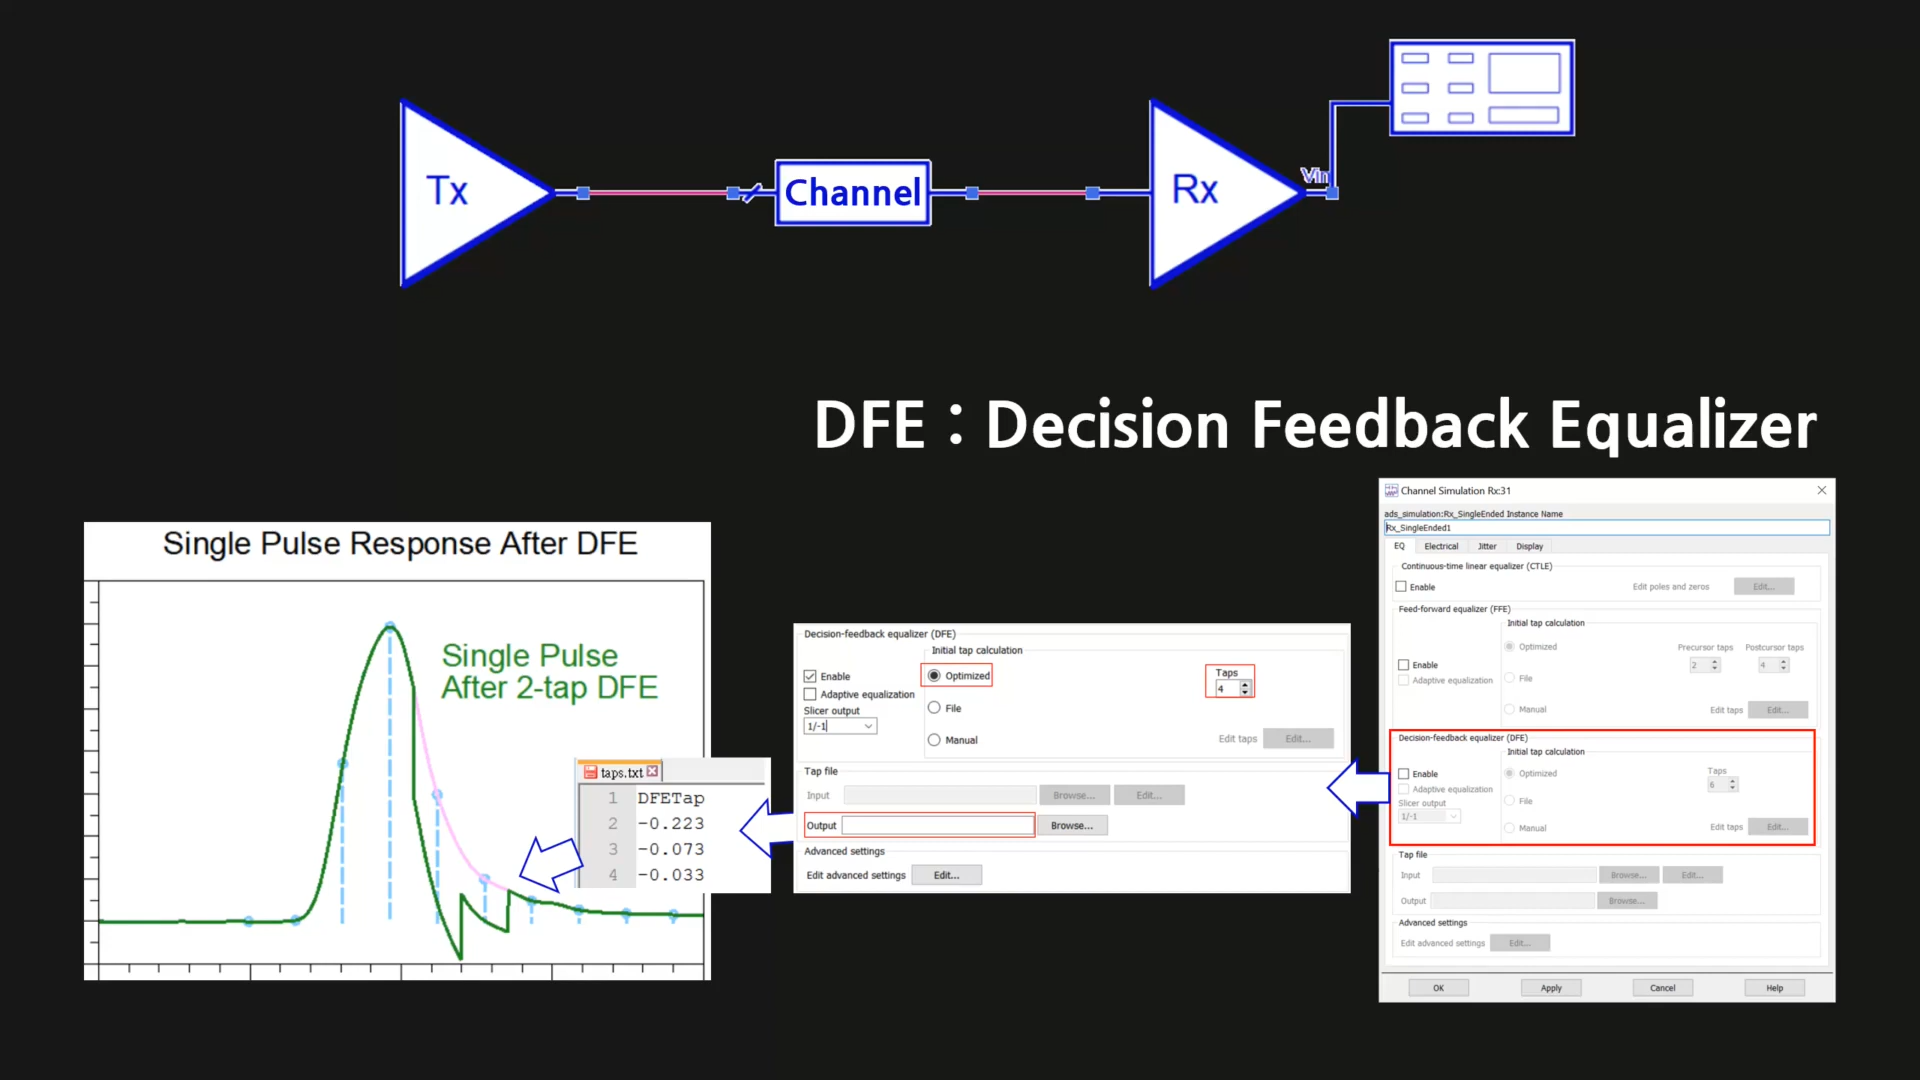 Tx
Channel
Rx
Vin
DFE : Decision Feedback Equalizer
Single Pulse Response After DFE
Single Pulse
After 2-tap DFE
taps.txt
1 DFETap
2 -0.223
3 -0.073
4 -0.033
Decision-feedback equalizer (DFE)
Initial tap calculation
Enable
Optimized
Taps
4
Adaptive equalization
Slicer output
1/-1
File
Manual
Edit taps
Edit...
Tap file
Input
Browse...
Edit...
Output
Browse...
Advanced settings
Edit advanced settings
Edit...
Channel Simulation Rx:31
ads_simulation:Rx_SingleEnded Instance Name
Rx_SingleEnded1
EQ
Electrical
Jitter
Display
Continuous-time linear equalizer (CTLE)
Enable
Edit poles and zeros
Edit...
Feed-forward equalizer (FFE)
Initial tap calculation
Optimized
Precursor taps
Postcursor taps
2
4
Enable
Adaptive equalization
File
Manual
Edit taps
Edit...
Decision-feedback equalizer (DFE)
Initial tap calculation
Enable
Optimized
Taps
6
Adaptive equalization
Slicer output
1/-1
File
Manual
Edit taps
Edit...
Tap file
Input
Browse...
Edit...
Output
Browse...
Advanced settings
Edit advanced settings
Edit...
OK
Apply
Cancel
Help